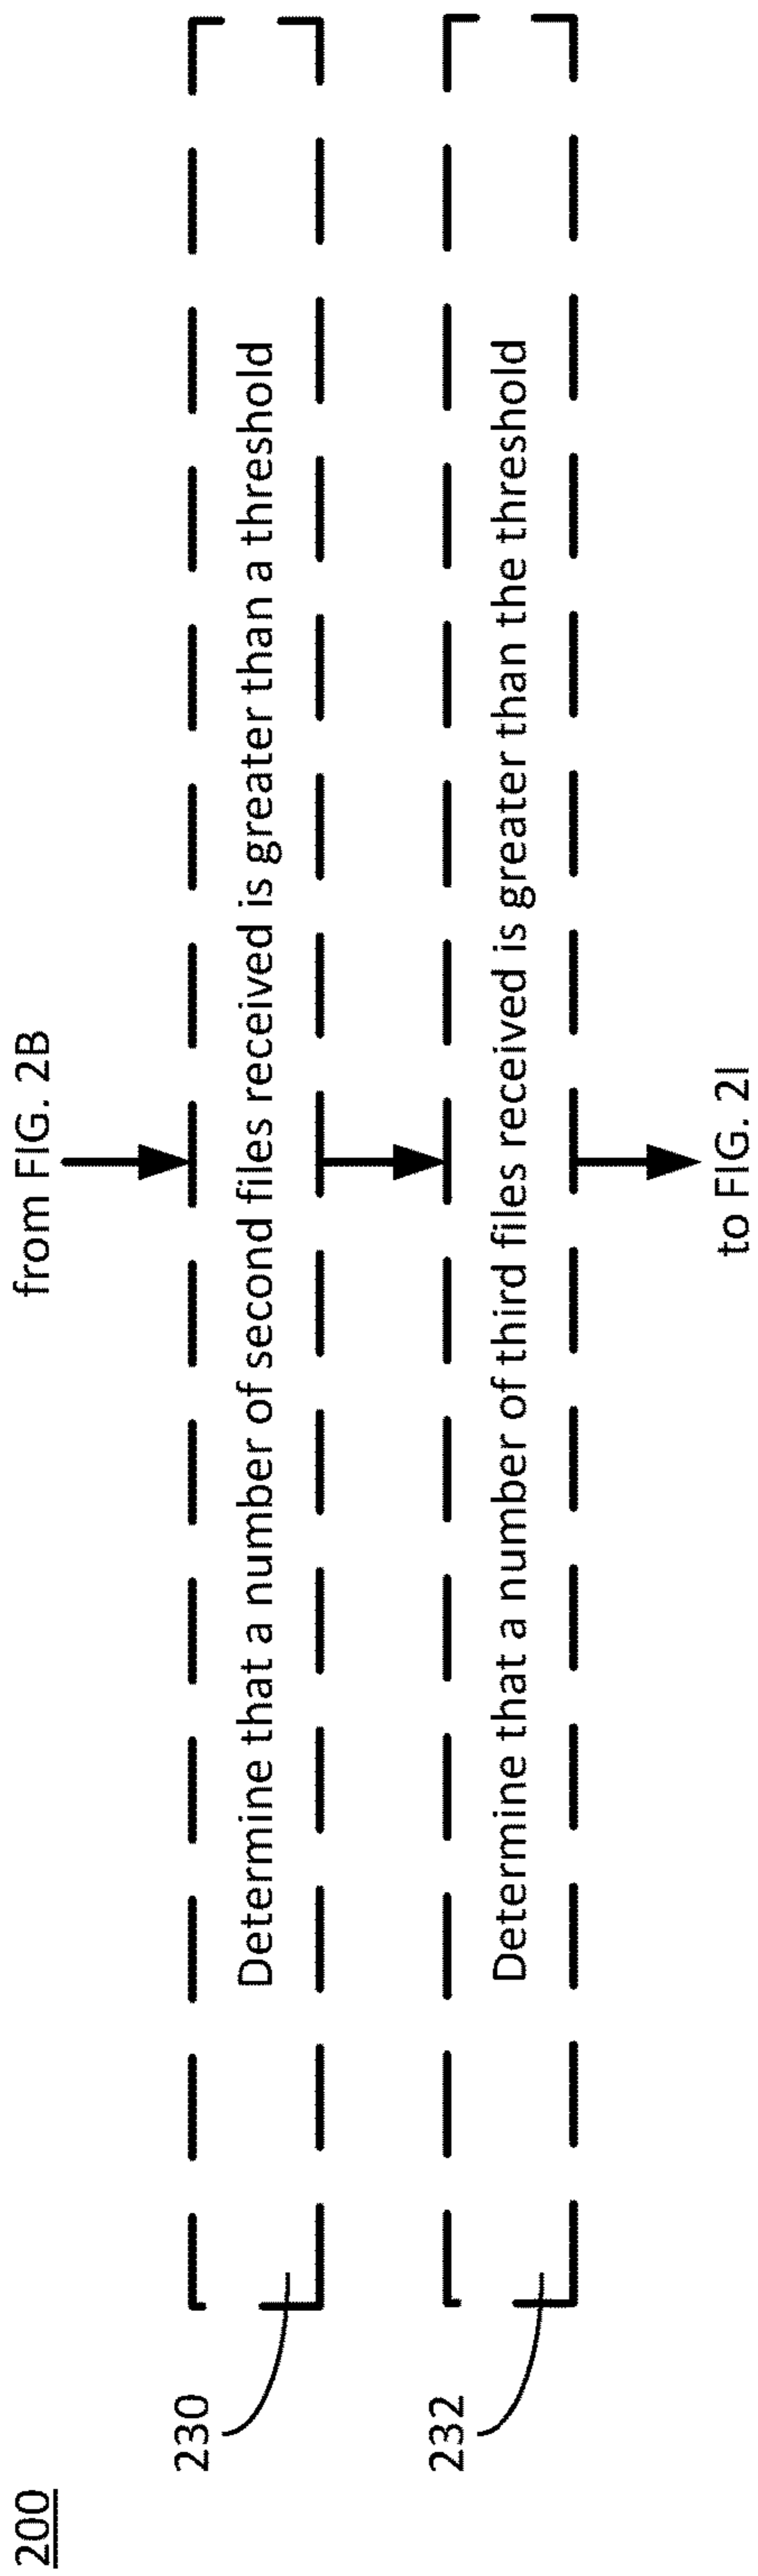 200
from FIG. 2B
230
Determine that a number of second files received is greater than a threshold
232
Determine that a number of third files received is greater than the threshold
to FIG. 2I